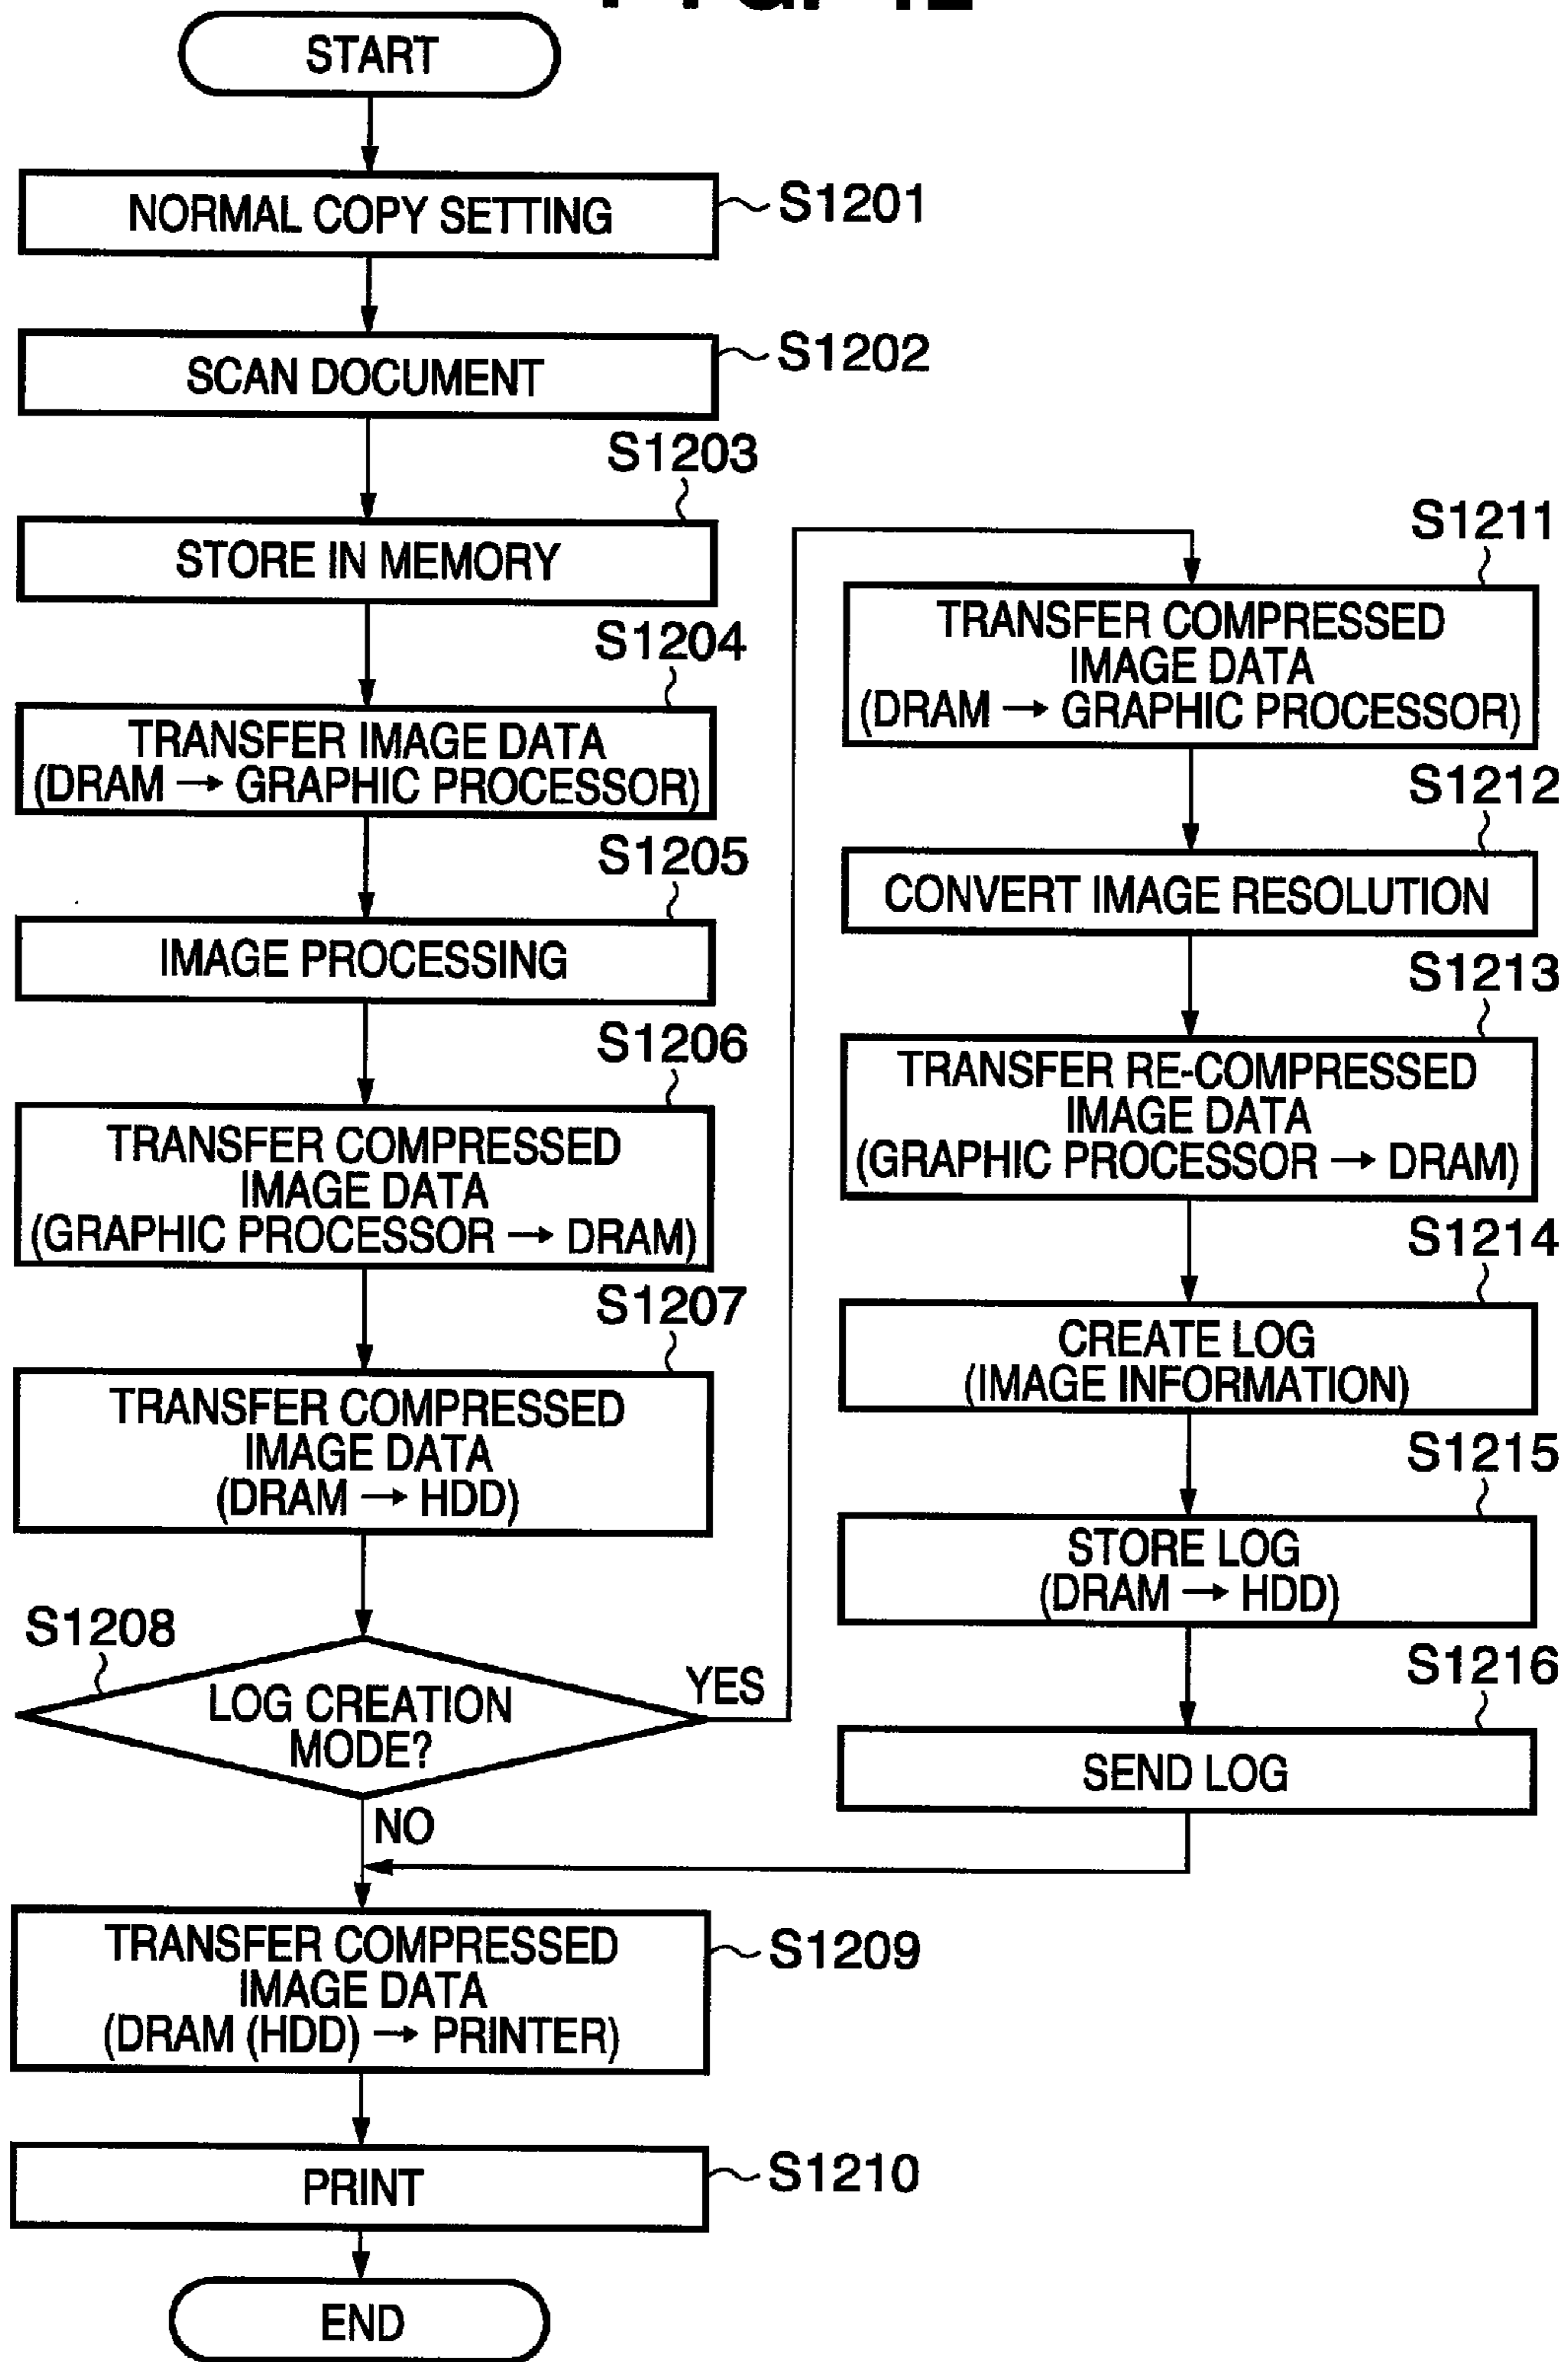 START
NORMAL COPY SETTING
S1201
SCAN DOCUMENT
S1202
S1203
STORE IN MEMORY
S1204
TRANSFER IMAGE DATA
(DRAM → GRAPHIC PROCESSOR)
S1205
IMAGE PROCESSING
S1206
TRANSFER COMPRESSED
IMAGE DATA
(GRAPHIC PROCESSOR → DRAM)
S1207
TRANSFER COMPRESSED
IMAGE DATA
(DRAM → HDD)
S1208
LOG CREATION
MODE?
YES
NO
S1211
TRANSFER COMPRESSED
IMAGE DATA
(DRAM → GRAPHIC PROCESSOR)
S1212
CONVERT IMAGE RESOLUTION
S1213
TRANSFER RE-COMPRESSED
IMAGE DATA
(GRAPHIC PROCESSOR → DRAM)
S1214
CREATE LOG
(IMAGE INFORMATION)
S1215
STORE LOG
(DRAM → HDD)
S1216
SEND LOG
TRANSFER COMPRESSED
IMAGE DATA
(DRAM (HDD) → PRINTER)
S1209
PRINT
S1210
END